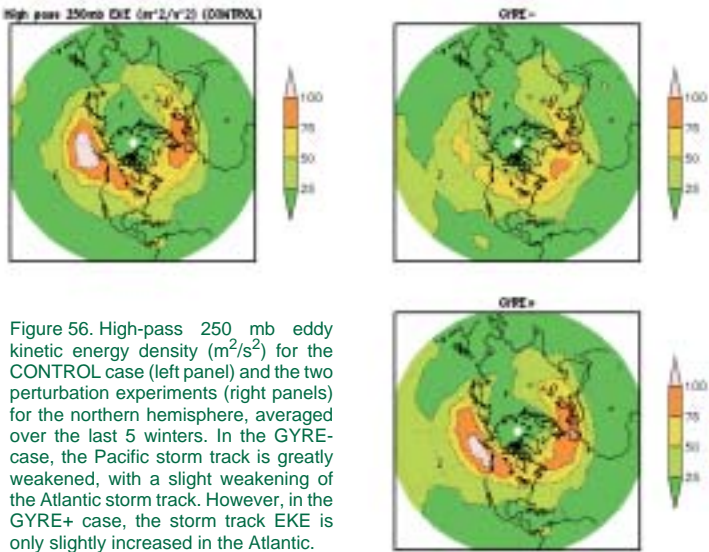 High pass 250mb EKE (m^2/s^2) (CONTROL)
100
75
50
25
GYRE-
100
75
50
25
GYRE+
100
75
50
25
Figure 56. High-pass 250 mb eddy
kinetic energy density (m²/s²) for the
CONTROL case (left panel) and the two
perturbation experiments (right panels)
for the northern hemisphere, averaged
over the last 5 winters. In the GYRE-
case, the Pacific storm track is greatly
weakened, with a slight weakening of
the Atlantic storm track. However, in the
GYRE+ case, the storm track EKE is
only slightly increased in the Atlantic.